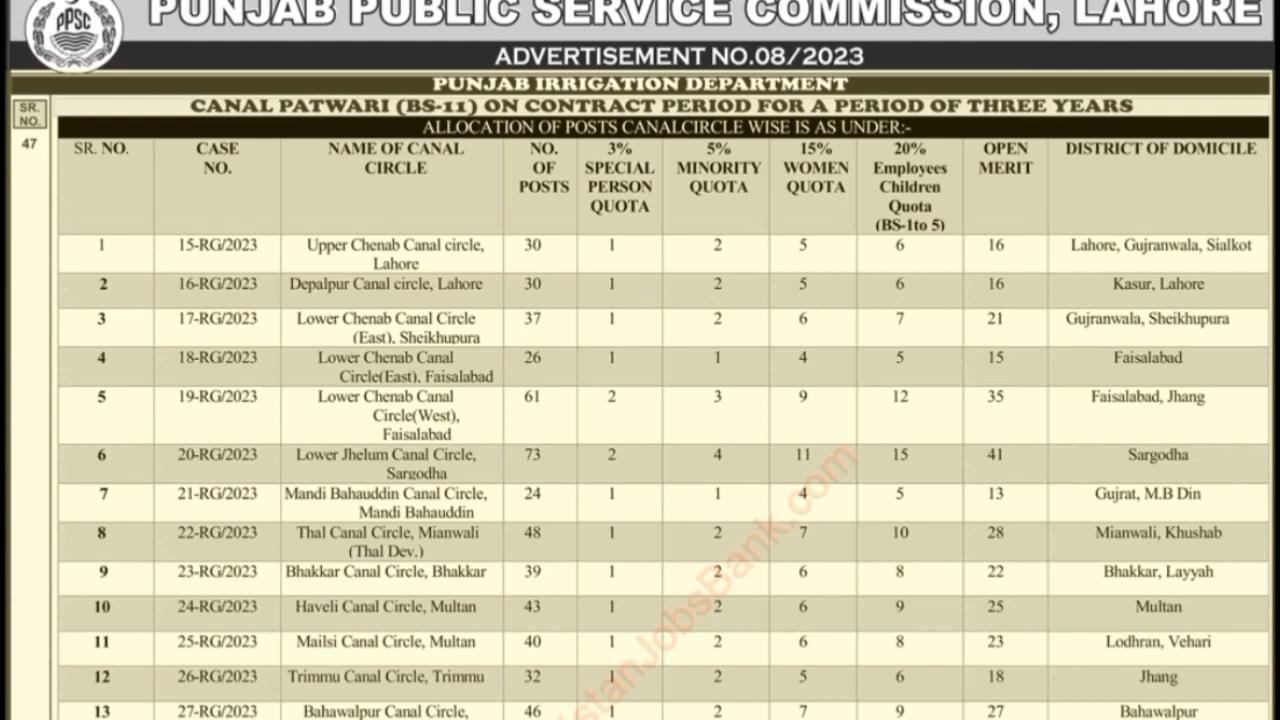 PUNJAB PUBLIC SERVICE COMMISSION, LAHORE
PPSC
ADVERTISEMENT NO.08/2023
PUNJAB IRRIGATION DEPARTMENT
SR. NO.
CANAL PATWARI (BS-11) ON CONTRACT PERIOD FOR A PERIOD OF THREE YEARS
47
ALLOCATION OF POSTS CANALCIRCLE WISE IS AS UNDER:-
SR. NO. CASE NO. NAME OF CANAL CIRCLE NO. OF POSTS 3% SPECIAL PERSON QUOTA 5% MINORITY QUOTA 15% WOMEN QUOTA 20% Employees Children Quota (BS-1to 5) OPEN MERIT DISTRICT OF DOMICILE
1 15-RG/2023 Upper Chenab Canal circle, Lahore 30 1 2 5 6 16 Lahore, Gujranwala, Sialkot
2 16-RG/2023 Depalpur Canal circle, Lahore 30 1 2 5 6 16 Kasur, Lahore
3 17-RG/2023 Lower Chenab Canal Circle (East), Sheikhupura 37 1 2 6 7 21 Gujranwala, Sheikhupura
4 18-RG/2023 Lower Chenab Canal Circle(East), Faisalabad 26 1 1 4 5 15 Faisalabad
5 19-RG/2023 Lower Chenab Canal Circle(West), Faisalabad 61 2 3 9 12 35 Faisalabad, Jhang
6 20-RG/2023 Lower Jhelum Canal Circle, Sargodha 73 2 4 11 15 41 Sargodha
7 21-RG/2023 Mandi Bahauddin Canal Circle, Mandi Bahauddin 24 1 1 4 5 13 Gujrat, M.B Din
8 22-RG/2023 Thal Canal Circle, Mianwali (Thal Dev.) 48 1 2 7 10 28 Mianwali, Khushab
9 23-RG/2023 Bhakkar Canal Circle, Bhakkar 39 1 2 6 8 22 Bhakkar, Layyah
10 24-RG/2023 Haveli Canal Circle, Multan 43 1 2 6 9 25 Multan
11 25-RG/2023 Mailsi Canal Circle, Multan 40 1 2 6 8 23 Lodhran, Vehari
12 26-RG/2023 Trimmu Canal Circle, Trimmu 32 1 2 5 6 18 Jhang
13 27-RG/2023 Bahawalpur Canal Circle, 46 1 2 7 9 27 Bahawalpur
istanJobsBank.com